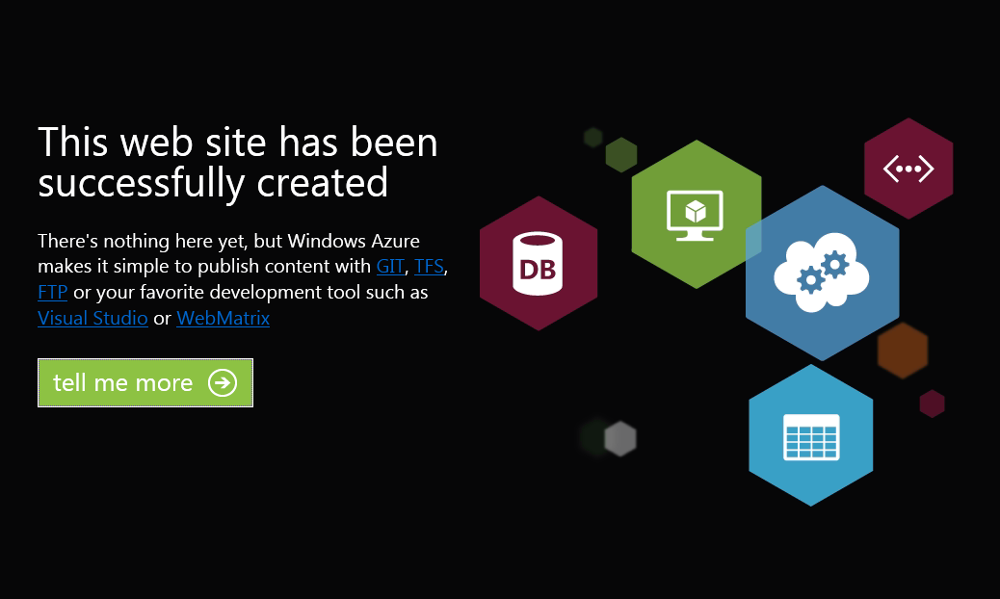 This web site has been
successfully created
There's nothing here yet, but Windows Azure
makes it simple to publish content with GIT, TFS,
FTP or your favorite development tool such as
Visual Studio or WebMatrix
tell me more
DB